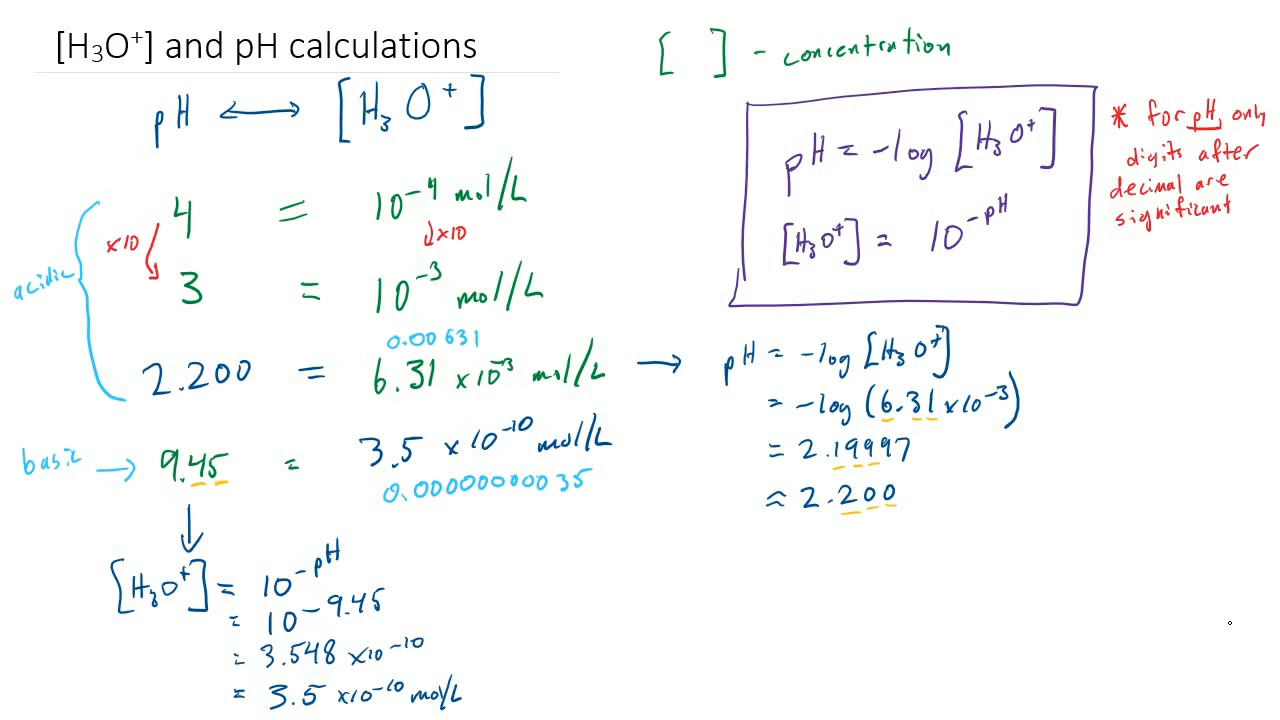 [H₃O⁺] and pH calculations
[ ] - concentration
pH ⟷ [H₃O⁺]
pH = -log [H₃O⁺]
[H₃O⁺] = 10^-pH
* for pH, only
digits after
decimal are
significant
acidic
4 = 10^-4 mol/L
×10 ×10
3 = 10^-3 mol/L
0.00631
2.200 = 6.31 ×10^-3 mol/L →
basic → 9.45 = 3.5 ×10^-10 mol/L
0.00000000035
pH = -log [H₃O⁺]
= -log (6.31 ×10^-3)
= 2.19997
≈ 2.200
[H₃O⁺] = 10^-pH
= 10^-9.45
= 3.548 ×10^-10
= 3.5 ×10^-10 mol/L